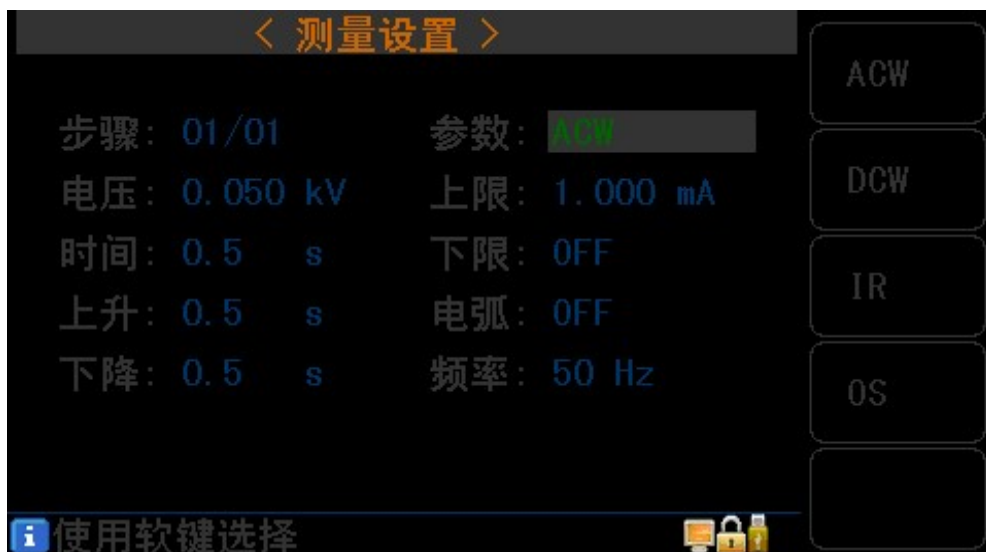 < 测量设置 >
步骤: 01/01 参数: ACW
电压: 0.050 kV 上限: 1.000 mA
时间: 0.5 s 下限: OFF
上升: 0.5 s 电弧: OFF
下降: 0.5 s 频率: 50 Hz
使用软键选择
ACW
DCW
IR
OS